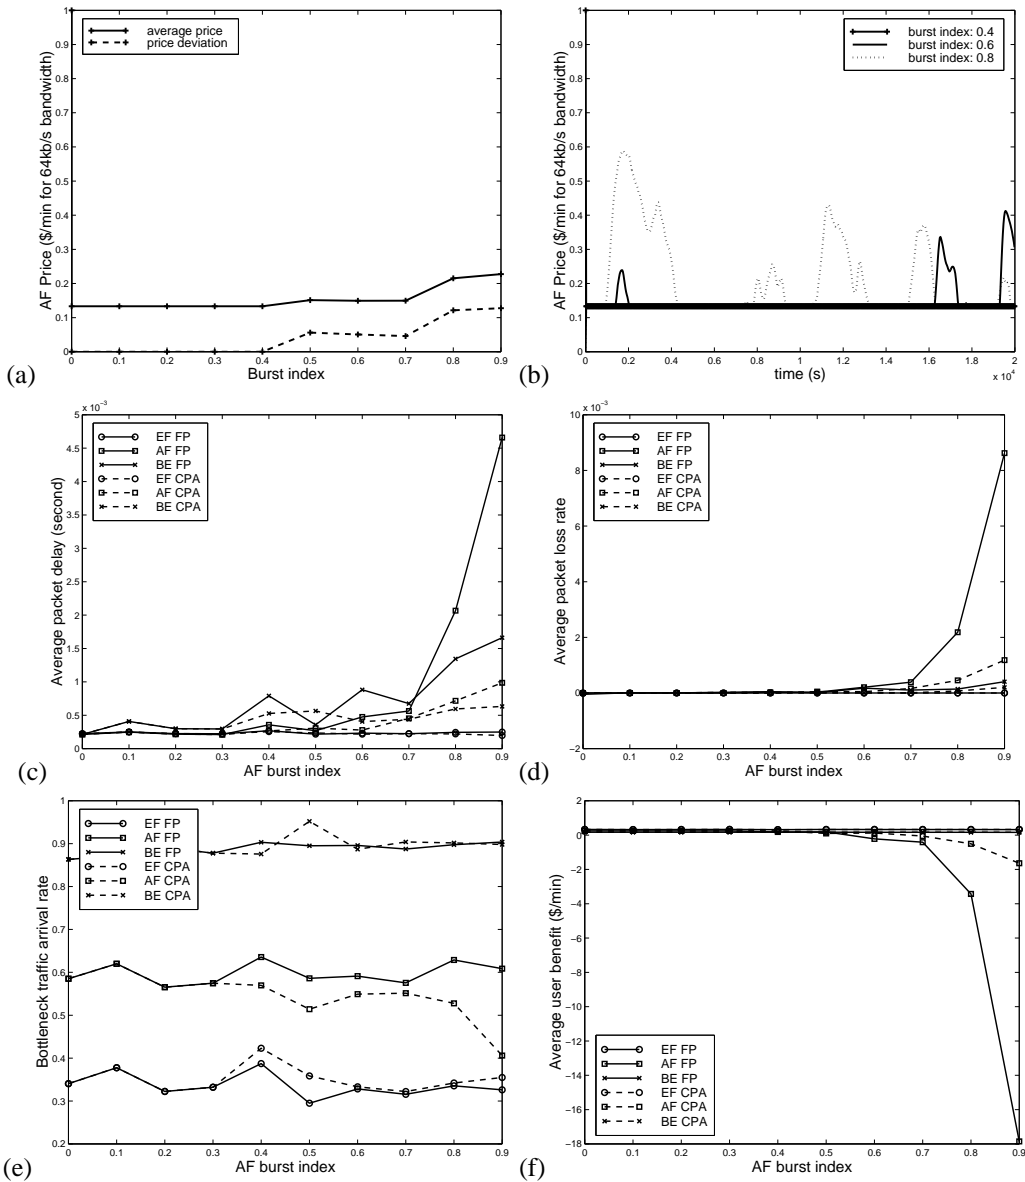 1
0.9
0.8
0.7
0.6
0.5
0.4
0.3
0.2
0.1
0
AF Price ($/min for 64kb/s bandwidth)
average price
price deviation
0 0.1 0.2 0.3 0.4 0.5 0.6 0.7 0.8 0.9
Burst index
(a)
1
0.9
0.8
0.7
0.6
0.5
0.4
0.3
0.2
0.1
0
AF Price ($/min for 64kb/s bandwidth)
burst index: 0.4
burst index: 0.6
burst index: 0.8
0 0.2 0.4 0.6 0.8 1 1.2 1.4 1.6 1.8 2
time (s)
x 10^4
(b)
x 10^−3
5
4.5
4
3.5
3
2.5
2
1.5
1
0.5
0
Average packet delay (second)
EF FP
AF FP
BE FP
EF CPA
AF CPA
BE CPA
0 0.1 0.2 0.3 0.4 0.5 0.6 0.7 0.8 0.9
AF burst index
(c)
x 10^−3
10
8
6
4
2
0
−2
Average packet loss rate
EF FP
AF FP
BE FP
EF CPA
AF CPA
BE CPA
0 0.1 0.2 0.3 0.4 0.5 0.6 0.7 0.8 0.9
AF burst index
(d)
1
0.9
0.8
0.7
0.6
0.5
0.4
0.3
0.2
Bottleneck traffic arrival rate
EF FP
AF FP
BE FP
EF CPA
AF CPA
BE CPA
0 0.1 0.2 0.3 0.4 0.5 0.6 0.7 0.8 0.9
AF burst index
(e)
2
0
−2
−4
−6
−8
−10
−12
−14
−16
−18
Average user benefit ($/min)
EF FP
AF FP
BE FP
EF CPA
AF CPA
BE CPA
0 0.1 0.2 0.3 0.4 0.5 0.6 0.7 0.8 0.9
AF burst index
(f)